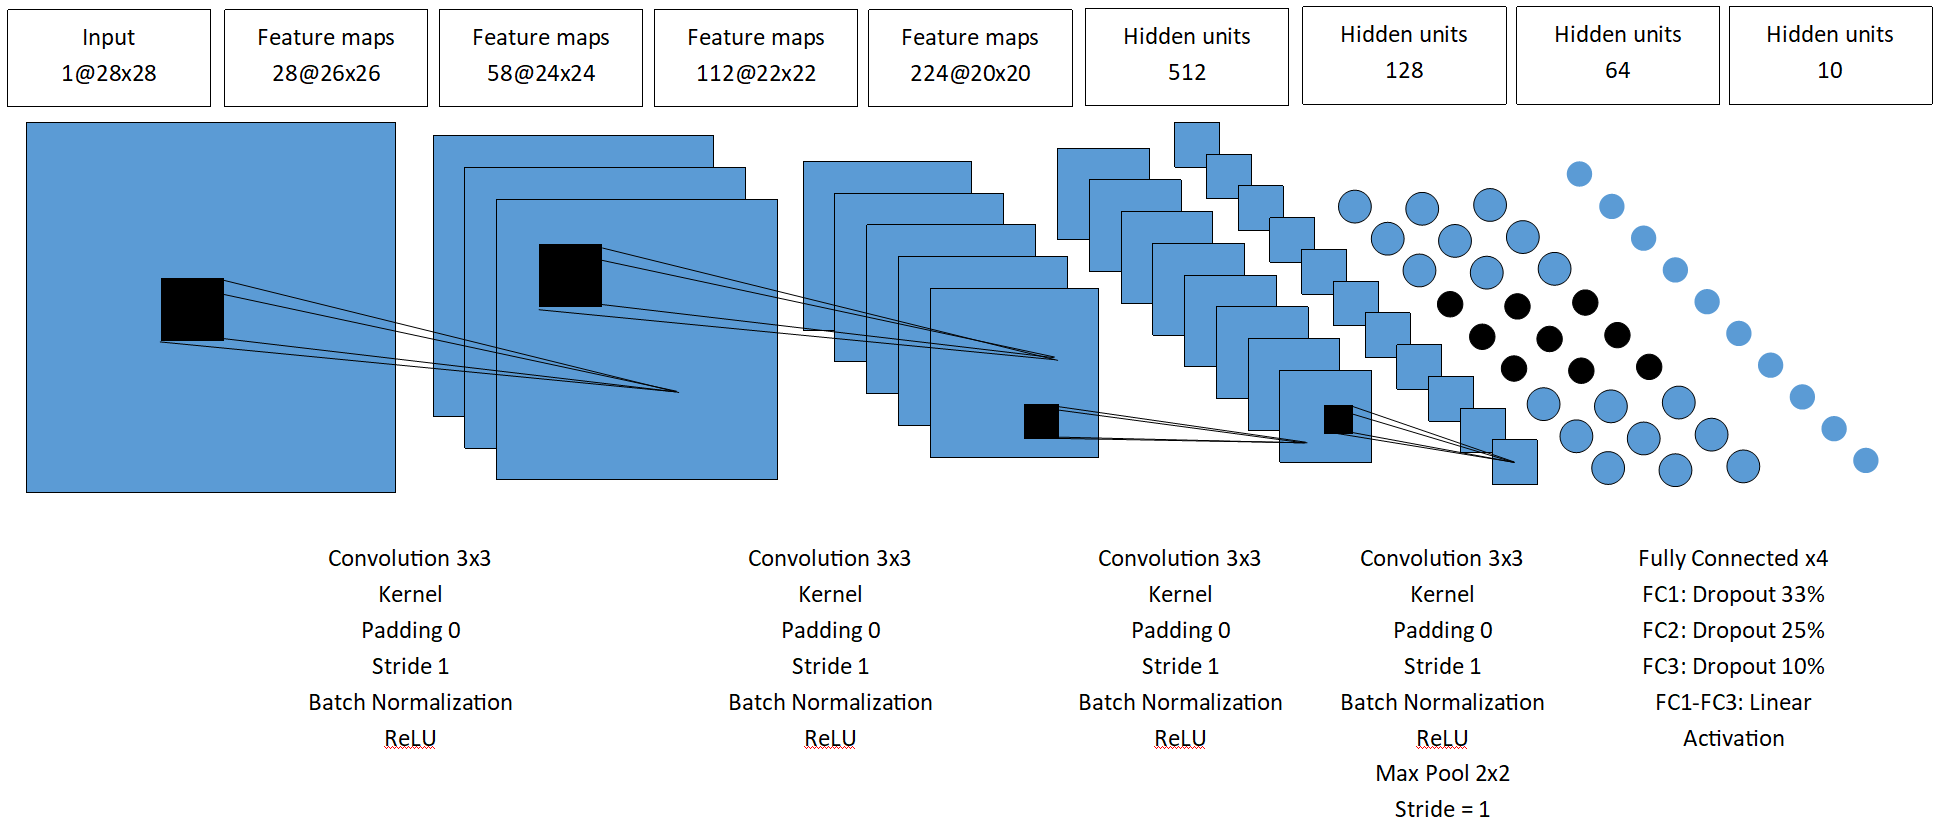 Input
1@28x28
Feature maps
28@26x26
Feature maps
58@24x24
Feature maps
112@22x22
Feature maps
224@20x20
Hidden units
512
Hidden units
128
Hidden units
64
Hidden units
10
Convolution 3x3
Kernel
Padding 0
Stride 1
Batch Normalization
ReLU
Convolution 3x3
Kernel
Padding 0
Stride 1
Batch Normalization
ReLU
Convolution 3x3
Kernel
Padding 0
Stride 1
Batch Normalization
ReLU
Convolution 3x3
Kernel
Padding 0
Stride 1
Batch Normalization
ReLU
Max Pool 2x2
Stride = 1
Fully Connected x4
FC1: Dropout 33%
FC2: Dropout 25%
FC3: Dropout 10%
FC1-FC3: Linear
Activation